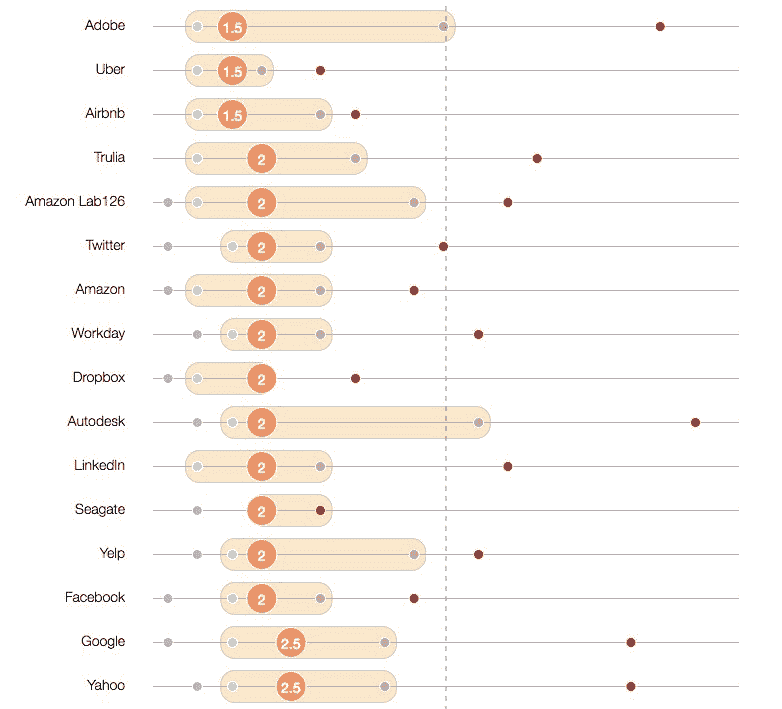 Adobe 1.5
Uber 1.5
Airbnb 1.5
Trulia 2
Amazon Lab126 2
Twitter 2
Amazon 2
Workday 2
Dropbox 2
Autodesk 2
LinkedIn 2
Seagate 2
Yelp 2
Facebook 2
Google 2.5
Yahoo 2.5